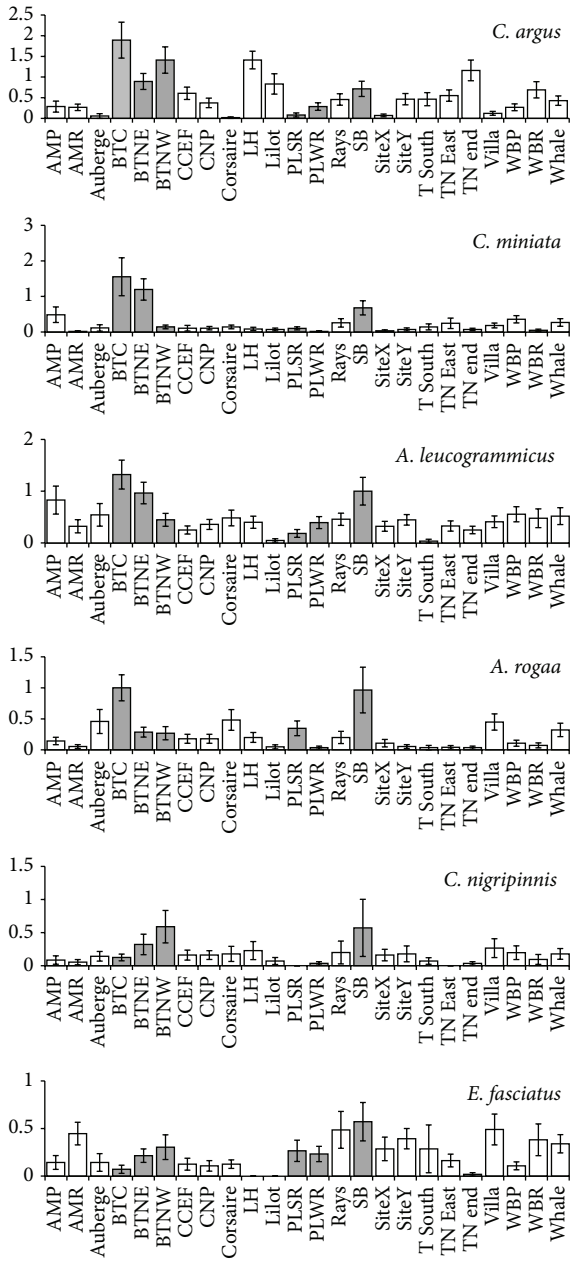 C. argus
2.5
2
1.5
1
0.5
0
AMP AMR Auberge BTC BTNE BTNW CCEF CNP Corsaire LH Lilot PLSR PLWR Rays SB SiteX SiteY T South TN East TN end Villa WBP WBR Whale
C. miniata
3
2
1
0
AMP AMR Auberge BTC BTNE BTNW CCEF CNP Corsaire LH Lilot PLSR PLWR Rays SB SiteX SiteY T South TN East TN end Villa WBP WBR Whale
A. leucogrammicus
2
1
0
AMP AMR Auberge BTC BTNE BTNW CCEF CNP Corsaire LH Lilot PLSR PLWR Rays SB SiteX SiteY T South TN East TN end Villa WBP WBR Whale
A. rogaa
1.5
1
0.5
0
AMP AMR Auberge BTC BTNE BTNW CCEF CNP Corsaire LH Lilot PLSR PLWR Rays SB SiteX SiteY T South TN East TN end Villa WBP WBR Whale
C. nigripinnis
1.5
1
0.5
0
AMP AMR Auberge BTC BTNE BTNW CCEF CNP Corsaire LH Lilot PLSR PLWR Rays SB SiteX SiteY T South TN East TN end Villa WBP WBR Whale
E. fasciatus
1
0.5
0
AMP AMR Auberge BTC BTNE BTNW CCEF CNP Corsaire LH Lilot PLSR PLWR Rays SB SiteX SiteY T South TN East TN end Villa WBP WBR Whale